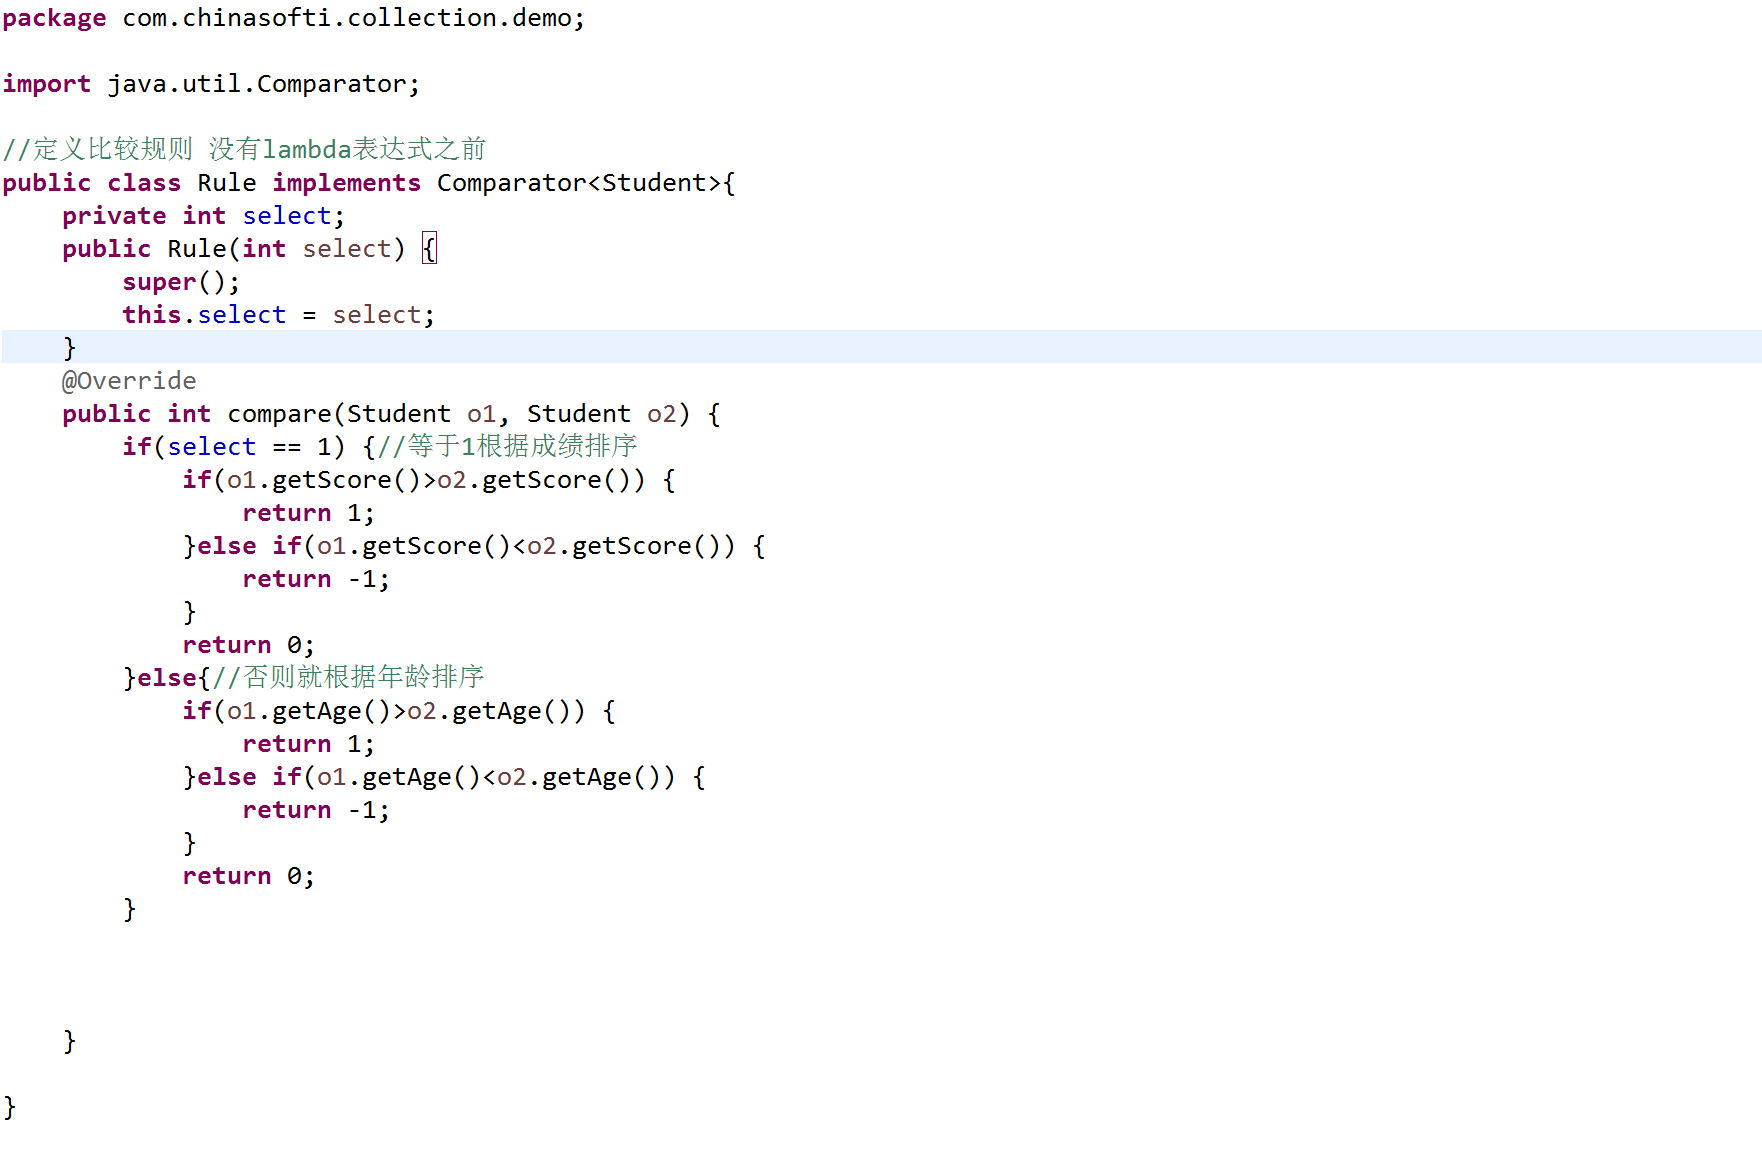 package com.chinasofti.collection.demo;
import java.util.Comparator;
//定义比较规则 没有lambda表达式之前
public class Rule implements Comparator<Student>{
    private int select;
    public Rule(int select) {
        super();
        this.select = select;
    }
    @Override
    public int compare(Student o1, Student o2) {
        if(select == 1) {//等于1根据成绩排序
            if(o1.getScore()>o2.getScore()) {
                return 1;
            }else if(o1.getScore()<o2.getScore()) {
                return -1;
            }
            return 0;
        }else{//否则就根据年龄排序
            if(o1.getAge()>o2.getAge()) {
                return 1;
            }else if(o1.getAge()<o2.getAge()) {
                return -1;
            }
            return 0;
        }
    }
}